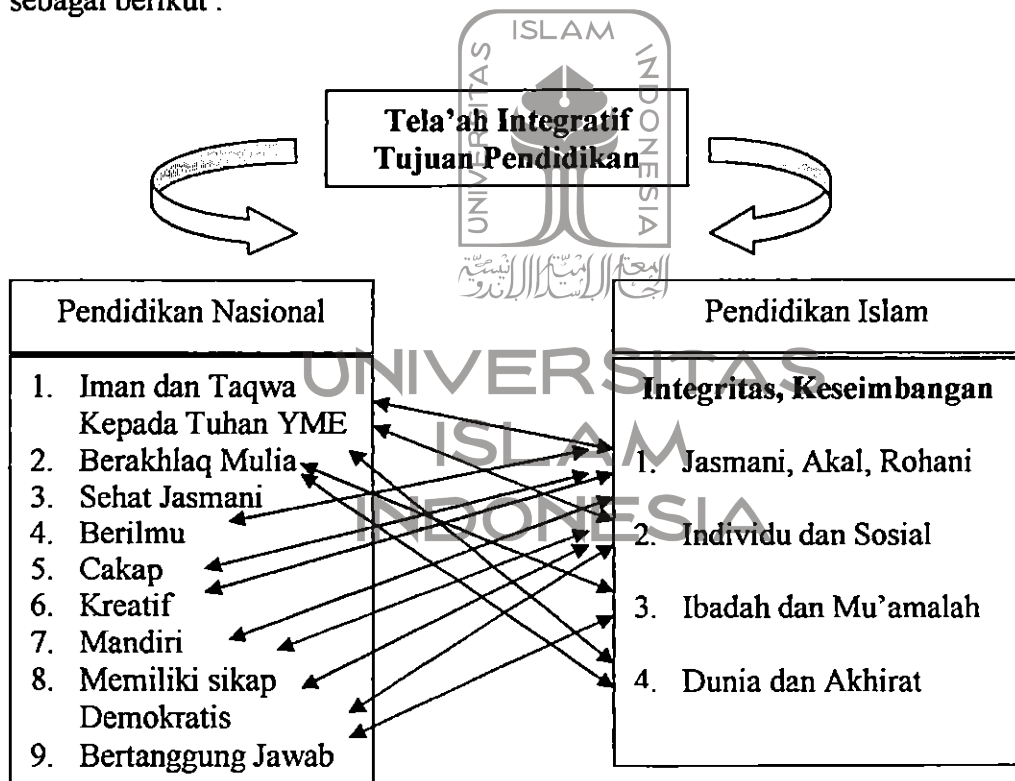 sebagai berikut :
ISLAM
UNIVERSITAS
INDONESIA
Tela'ah Integratif
Tujuan Pendidikan
Pendidikan Nasional
1. Iman dan Taqwa
Kepada Tuhan YME
2. Berakhlaq Mulia
3. Sehat Jasmani
4. Berilmu
5. Cakap
6. Kreatif
7. Mandiri
8. Memiliki sikap
Demokratis
9. Bertanggung Jawab
Pendidikan Islam
Integritas, Keseimbangan
1. Jasmani, Akal, Rohani
2. Individu dan Sosial
3. Ibadah dan Mu'amalah
4. Dunia dan Akhirat
UNIVERSITAS
ISLAM
INDONESIA